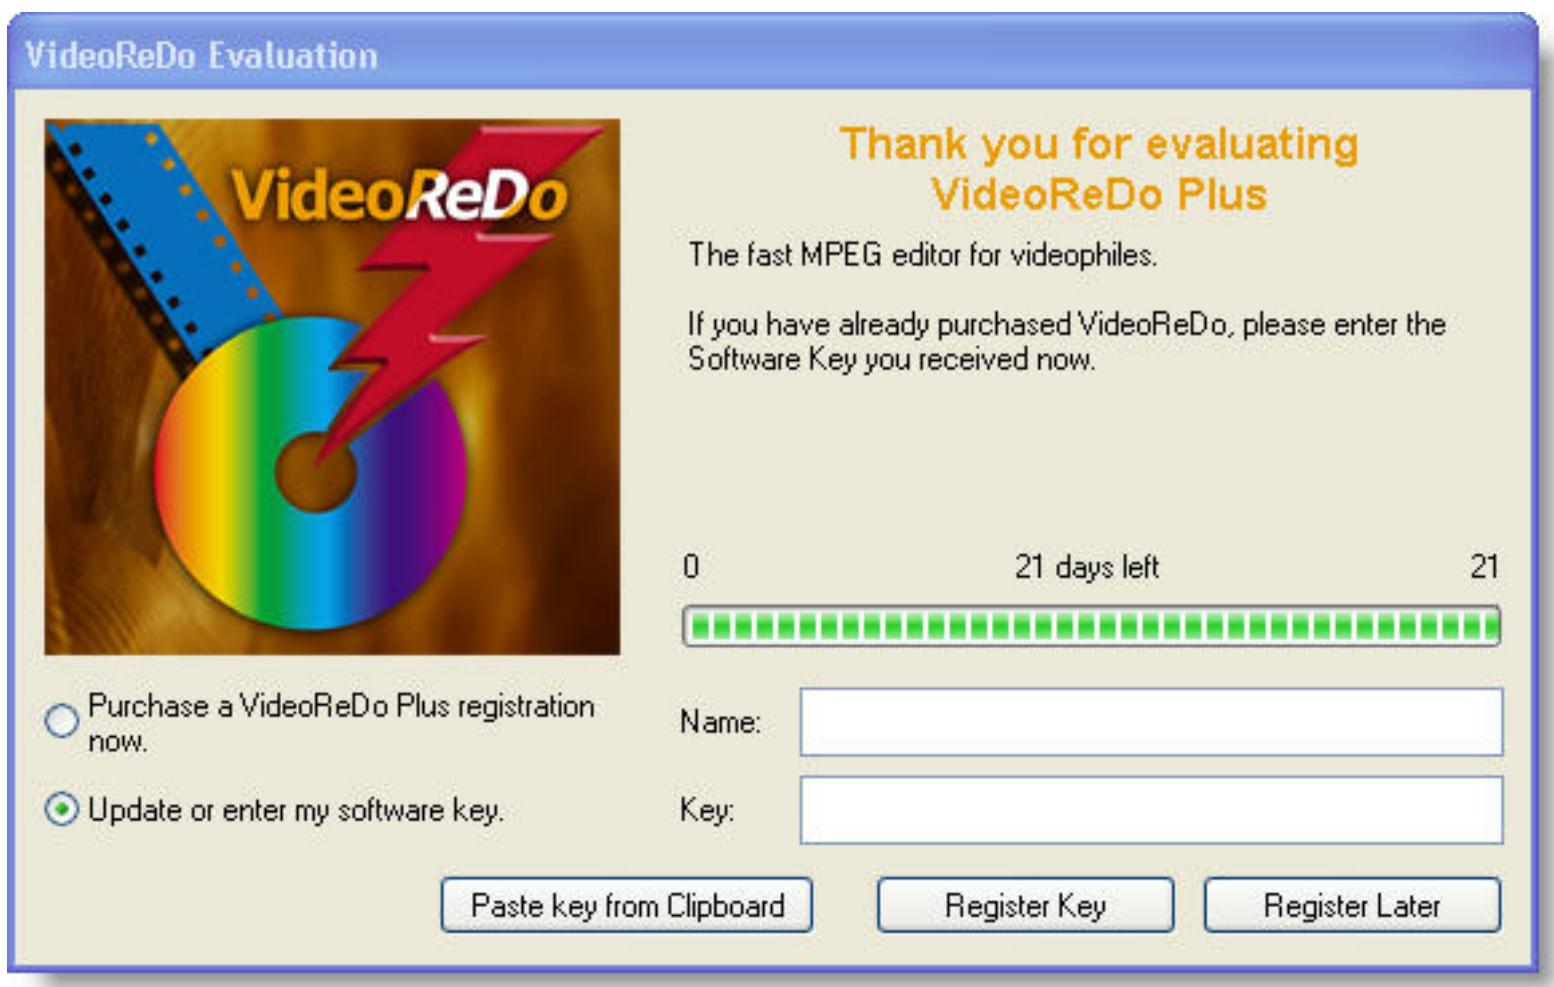 VideoReDo Evaluation
VideoReDo
Thank you for evaluating
VideoReDo Plus
The fast MPEG editor for videophiles.
If you have already purchased VideoReDo, please enter the
Software Key you received now.
0 21 days left 21
Purchase a VideoReDo Plus registration
now.
Update or enter my software key.
Name:
Key:
Paste key from Clipboard Register Key Register Later